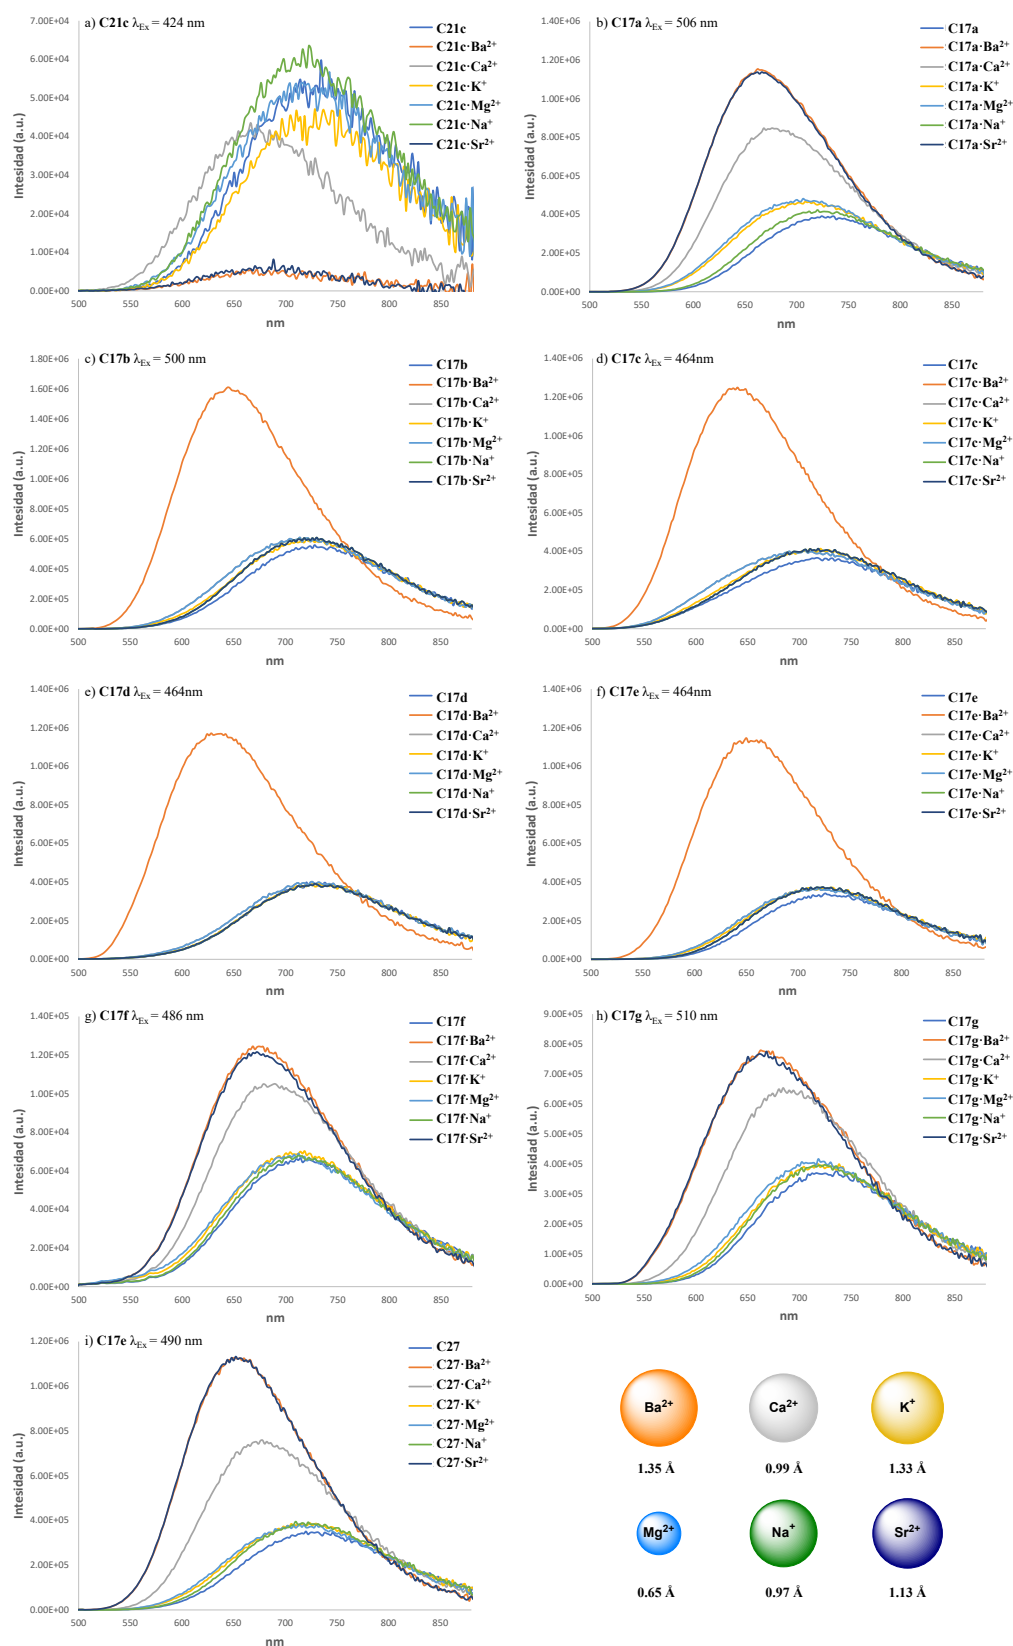 a) C21c λEx = 424 nm
7.00E+04
6.00E+04
5.00E+04
4.00E+04
3.00E+04
2.00E+04
1.00E+04
0.00E+00
Intesidad (a.u.)
500 550 600 650 700 750 800 850
nm
C21c
C21c·Ba²⁺
C21c·Ca²⁺
C21c·K⁺
C21c·Mg²⁺
C21c·Na⁺
C21c·Sr²⁺
b) C17a λEx = 506 nm
1.40E+06
1.20E+06
1.00E+06
8.00E+05
6.00E+05
4.00E+05
2.00E+05
0.00E+00
Intesidad (a.u.)
500 550 600 650 700 750 800 850
nm
C17a
C17a·Ba²⁺
C17a·Ca²⁺
C17a·K⁺
C17a·Mg²⁺
C17a·Na⁺
C17a·Sr²⁺
c) C17b λEx = 500 nm
1.80E+06
1.60E+06
1.40E+06
1.20E+06
1.00E+06
8.00E+05
6.00E+05
4.00E+05
2.00E+05
0.00E+00
Intesidad (a.u.)
500 550 600 650 700 750 800 850
nm
C17b
C17b·Ba²⁺
C17b·Ca²⁺
C17b·K⁺
C17b·Mg²⁺
C17b·Na⁺
C17b·Sr²⁺
d) C17c λEx = 464nm
1.40E+06
1.20E+06
1.00E+06
8.00E+05
6.00E+05
4.00E+05
2.00E+05
0.00E+00
Intesidad (a.u.)
500 550 600 650 700 750 800 850
nm
C17c
C17c·Ba²⁺
C17c·Ca²⁺
C17c·K⁺
C17c·Mg²⁺
C17c·Na⁺
C17c·Sr²⁺
e) C17d λEx = 464nm
1.40E+06
1.20E+06
1.00E+06
8.00E+05
6.00E+05
4.00E+05
2.00E+05
0.00E+00
Intesidad (a.u.)
500 550 600 650 700 750 800 850
nm
C17d
C17d·Ba²⁺
C17d·Ca²⁺
C17d·K⁺
C17d·Mg²⁺
C17d·Na⁺
C17d·Sr²⁺
f) C17e λEx = 464nm
1.40E+06
1.20E+06
1.00E+06
8.00E+05
6.00E+05
4.00E+05
2.00E+05
0.00E+00
Intesidad (a.u.)
500 550 600 650 700 750 800 850
nm
C17e
C17e·Ba²⁺
C17e·Ca²⁺
C17e·K⁺
C17e·Mg²⁺
C17e·Na⁺
C17e·Sr²⁺
g) C17f λEx = 486 nm
1.40E+05
1.20E+05
1.00E+05
8.00E+04
6.00E+04
4.00E+04
2.00E+04
0.00E+00
Intesidad (a.u.)
500 550 600 650 700 750 800 850
nm
C17f
C17f·Ba²⁺
C17f·Ca²⁺
C17f·K⁺
C17f·Mg²⁺
C17f·Na⁺
C17f·Sr²⁺
h) C17g λEx = 510 nm
9.00E+05
8.00E+05
7.00E+05
6.00E+05
5.00E+05
4.00E+05
3.00E+05
2.00E+05
1.00E+05
0.00E+00
Intesidad (a.u.)
500 550 600 650 700 750 800 850
nm
C17g
C17g·Ba²⁺
C17g·Ca²⁺
C17g·K⁺
C17g·Mg²⁺
C17g·Na⁺
C17g·Sr²⁺
i) C17e λEx = 490 nm
1.20E+06
1.00E+06
8.00E+05
6.00E+05
4.00E+05
2.00E+05
0.00E+00
Intesidad (a.u.)
500 550 600 650 700 750 800 850
nm
C27
C27·Ba²⁺
C27·Ca²⁺
C27·K⁺
C27·Mg²⁺
C27·Na⁺
C27·Sr²⁺
Ba²⁺ Ca²⁺ K⁺
1.35 Å 0.99 Å 1.33 Å
Mg²⁺ Na⁺ Sr²⁺
0.65 Å 0.97 Å 1.13 Å